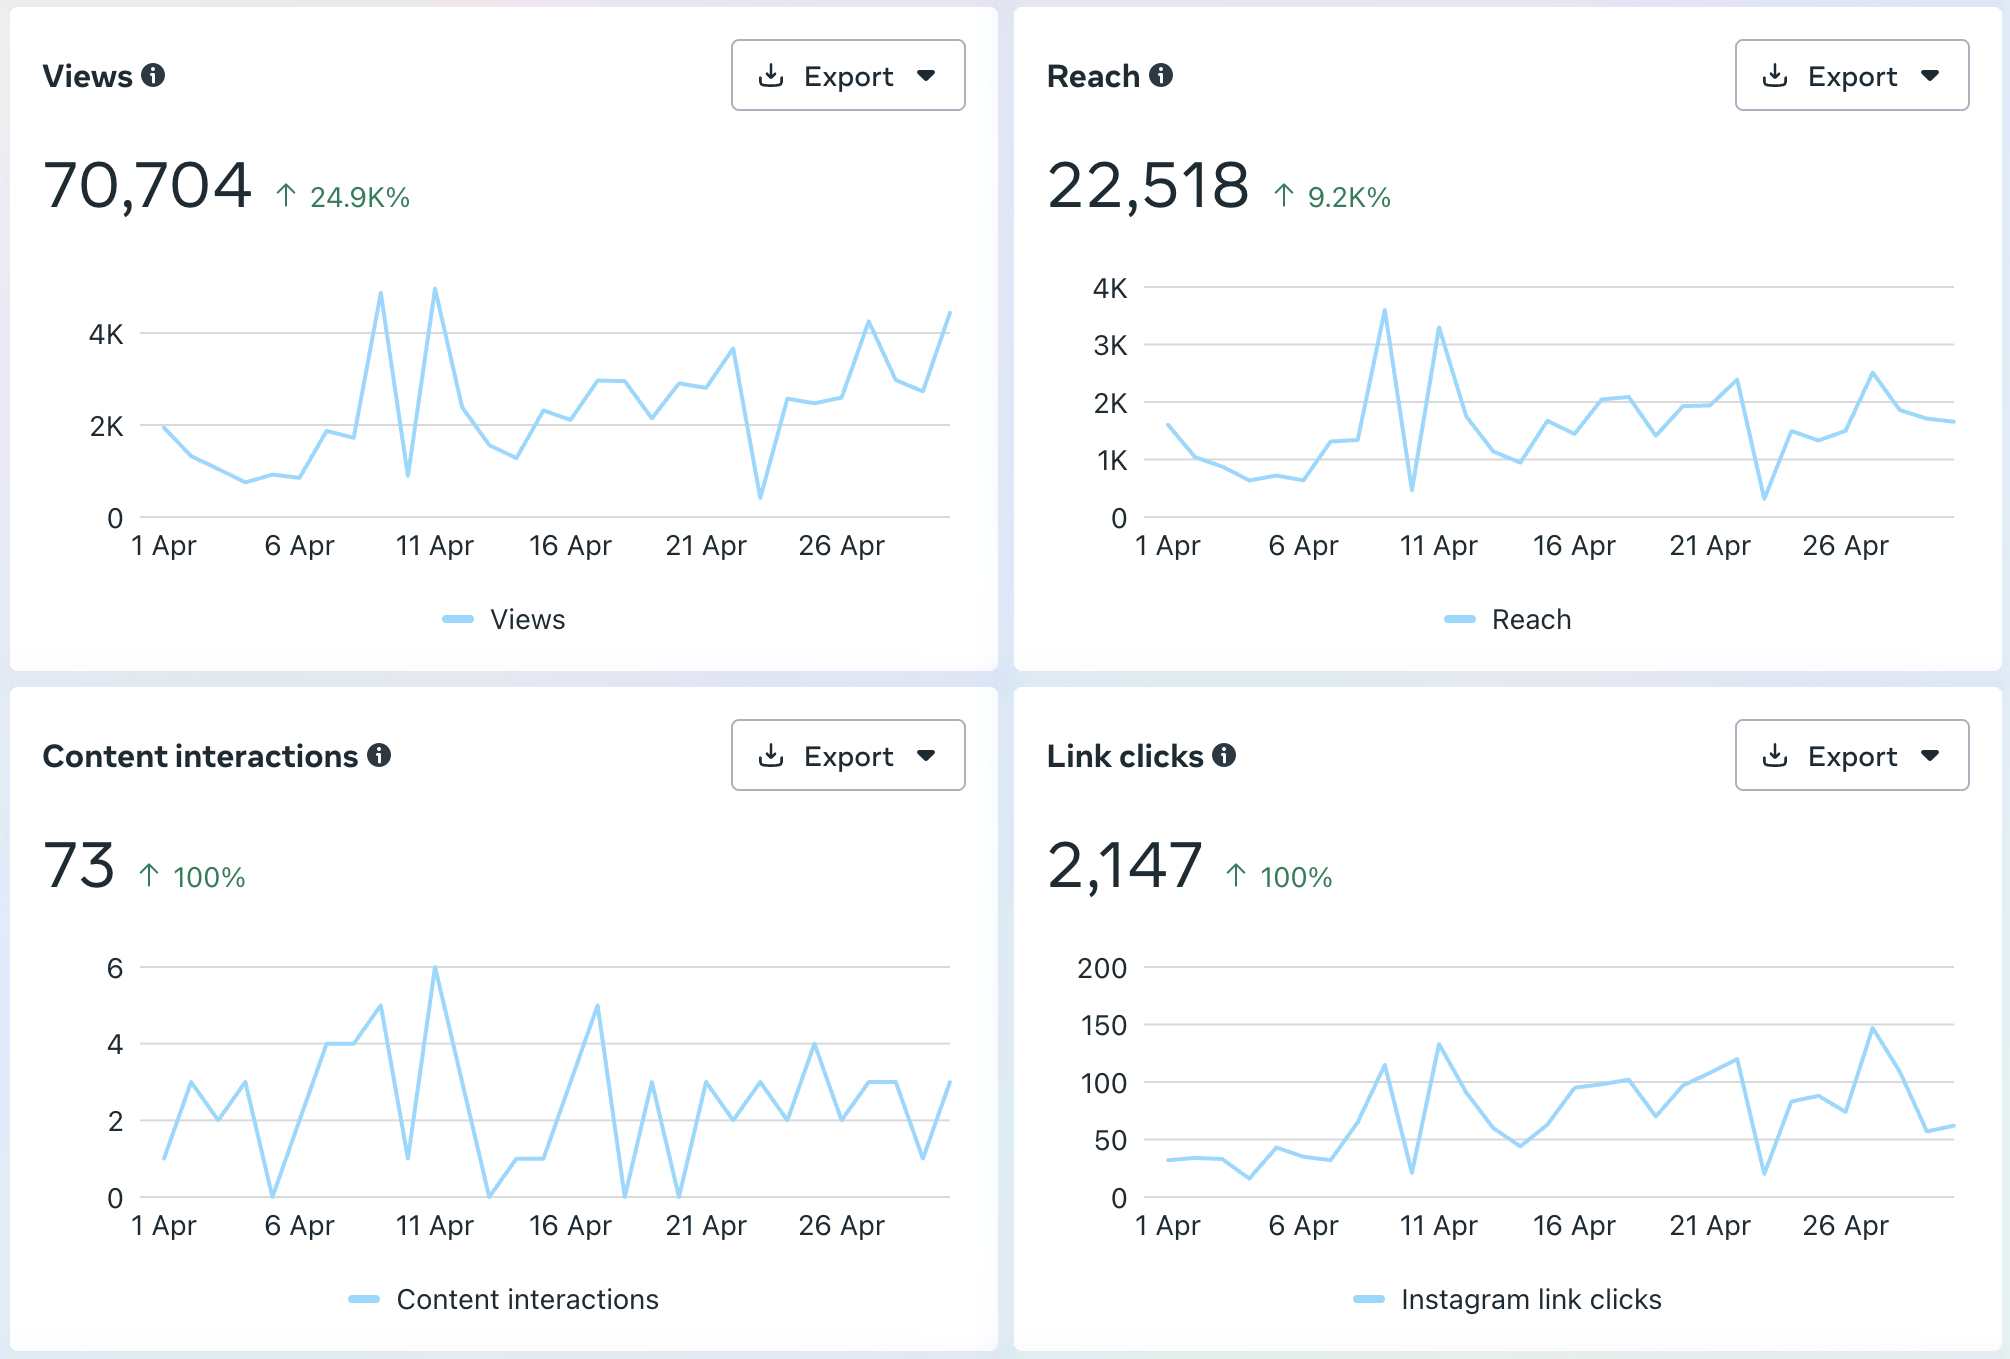 Views
Export
70,704 ↑ 24.9K%
4K
2K
0
1 Apr 6 Apr 11 Apr 16 Apr 21 Apr 26 Apr
Views
Reach
Export
22,518 ↑ 9.2K%
4K
3K
2K
1K
0
1 Apr 6 Apr 11 Apr 16 Apr 21 Apr 26 Apr
Reach
Content interactions
Export
73 ↑ 100%
6
4
2
0
1 Apr 6 Apr 11 Apr 16 Apr 21 Apr 26 Apr
Content interactions
Link clicks
Export
2,147 ↑ 100%
200
150
100
50
0
1 Apr 6 Apr 11 Apr 16 Apr 21 Apr 26 Apr
Instagram link clicks